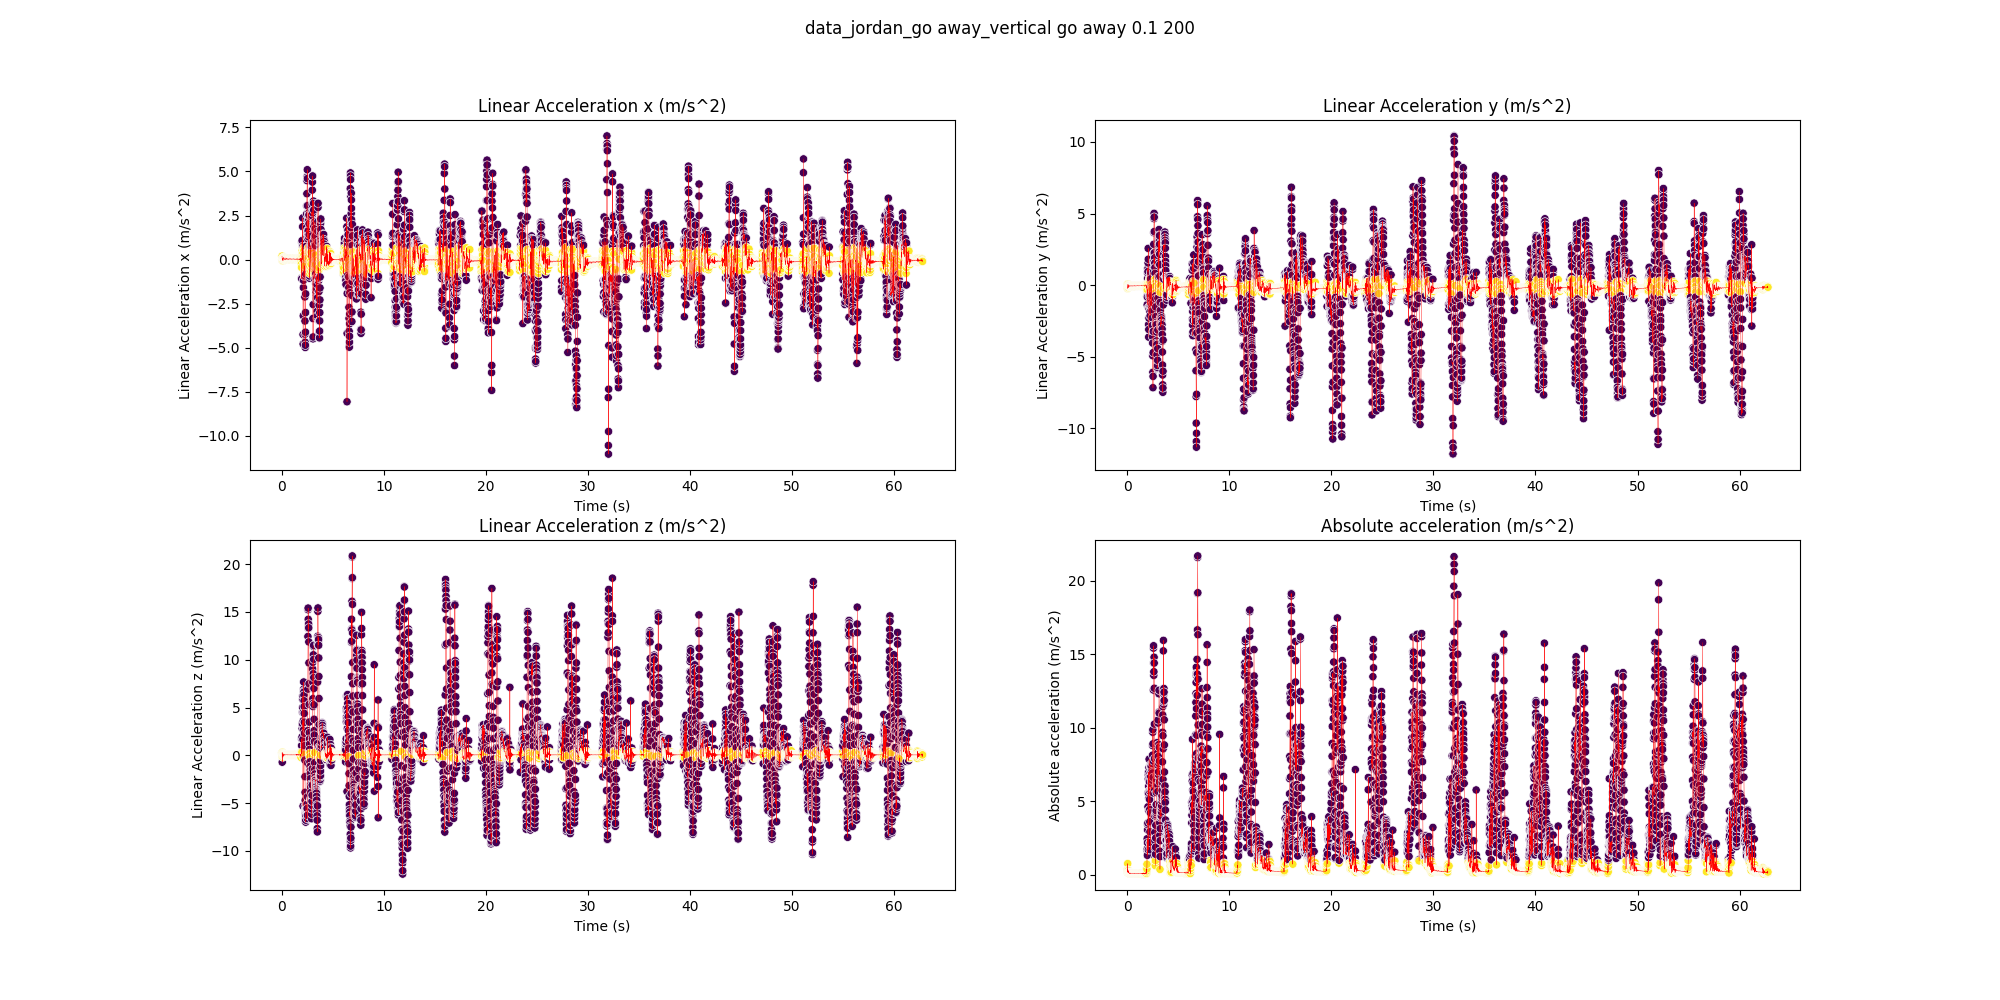 data_jordan_go away_vertical go away 0.1 200
Linear Acceleration x (m/s^2)
Linear Acceleration x (m/s^2)
7.5
5.0
2.5
0.0
−2.5
−5.0
−7.5
−10.0
0 10 20 30 40 50 60
Time (s)
Linear Acceleration y (m/s^2)
Linear Acceleration y (m/s^2)
10
5
0
−5
−10
0 10 20 30 40 50 60
Time (s)
Linear Acceleration z (m/s^2)
Linear Acceleration z (m/s^2)
20
15
10
5
0
−5
−10
0 10 20 30 40 50 60
Time (s)
Absolute acceleration (m/s^2)
Absolute acceleration (m/s^2)
20
15
10
5
0
0 10 20 30 40 50 60
Time (s)